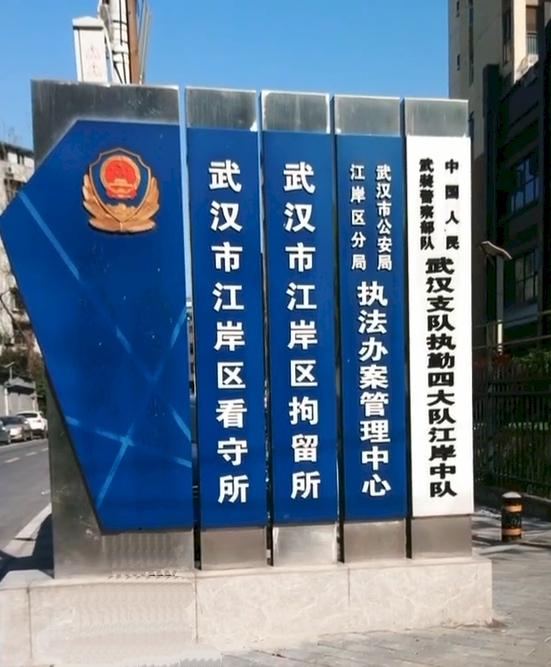 武汉市江岸区看守所
武汉市江岸区拘留所
武汉市公安局
江岸区分局
执法办案管理中心
中国人民
武装警察部队
武汉支队执勤四大队江岸中队